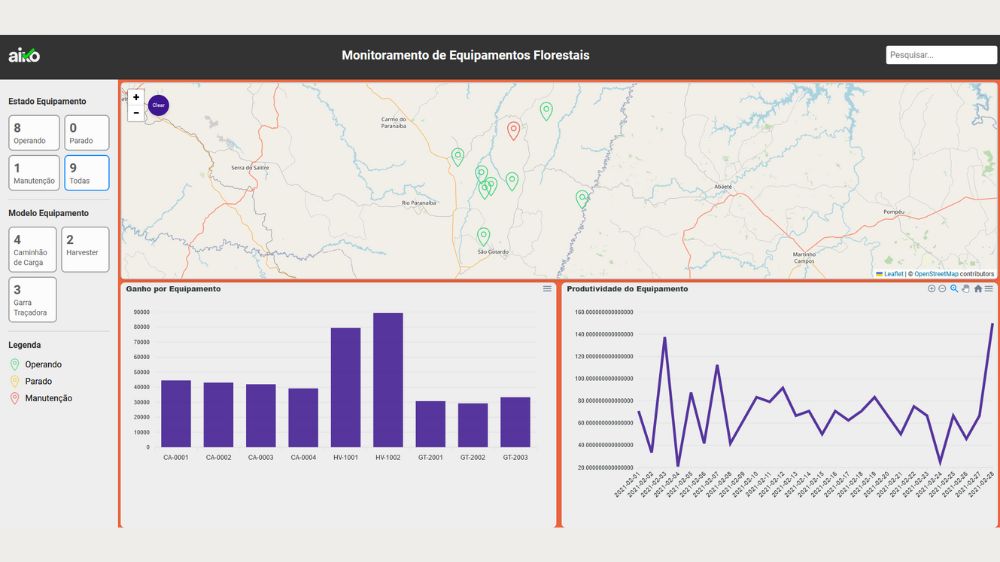 aiko
Monitoramento de Equipamentos Florestais
Pesquisar...
Estado Equipamento
8
Operando
0
Parado
1
Manutenção
9
Todas
Modelo Equipamento
4
Caminhão
de Carga
2
Harvester
3
Garra
Traçadora
Legenda
Operando
Parado
Manutenção
+
−
Clear
Carmo do
Paranaíba
Serra do Salitre
Rio Paranaíba
São Gotardo
Abaeté
Pompéu
Martinho
Campos
Leaflet | © OpenStreetMap contributors
Ganho por Equipamento
90000
80000
70000
60000
50000
40000
30000
20000
10000
0
CA-0001 CA-0002 CA-0003 CA-0004 HV-1001 HV-1002 GT-2001 GT-2002 GT-2003
Produtividade do Equipamento
160.00000000000000
140.00000000000000
120.00000000000000
100.00000000000000
80.00000000000000
60.00000000000000
40.00000000000000
20.00000000000000
2021-02-01 2021-02-02 2021-02-03 2021-02-04 2021-02-05 2021-02-06 2021-02-07 2021-02-08 2021-02-09 2021-02-10 2021-02-11 2021-02-12 2021-02-13 2021-02-14 2021-02-15 2021-02-16 2021-02-17 2021-02-18 2021-02-19 2021-02-20 2021-02-21 2021-02-22 2021-02-23 2021-02-24 2021-02-25 2021-02-26 2021-02-27 2021-02-28